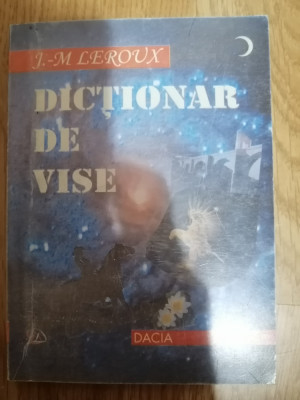 J.-M LEROUX
DICȚIONAR
DE
VISE
DACIA